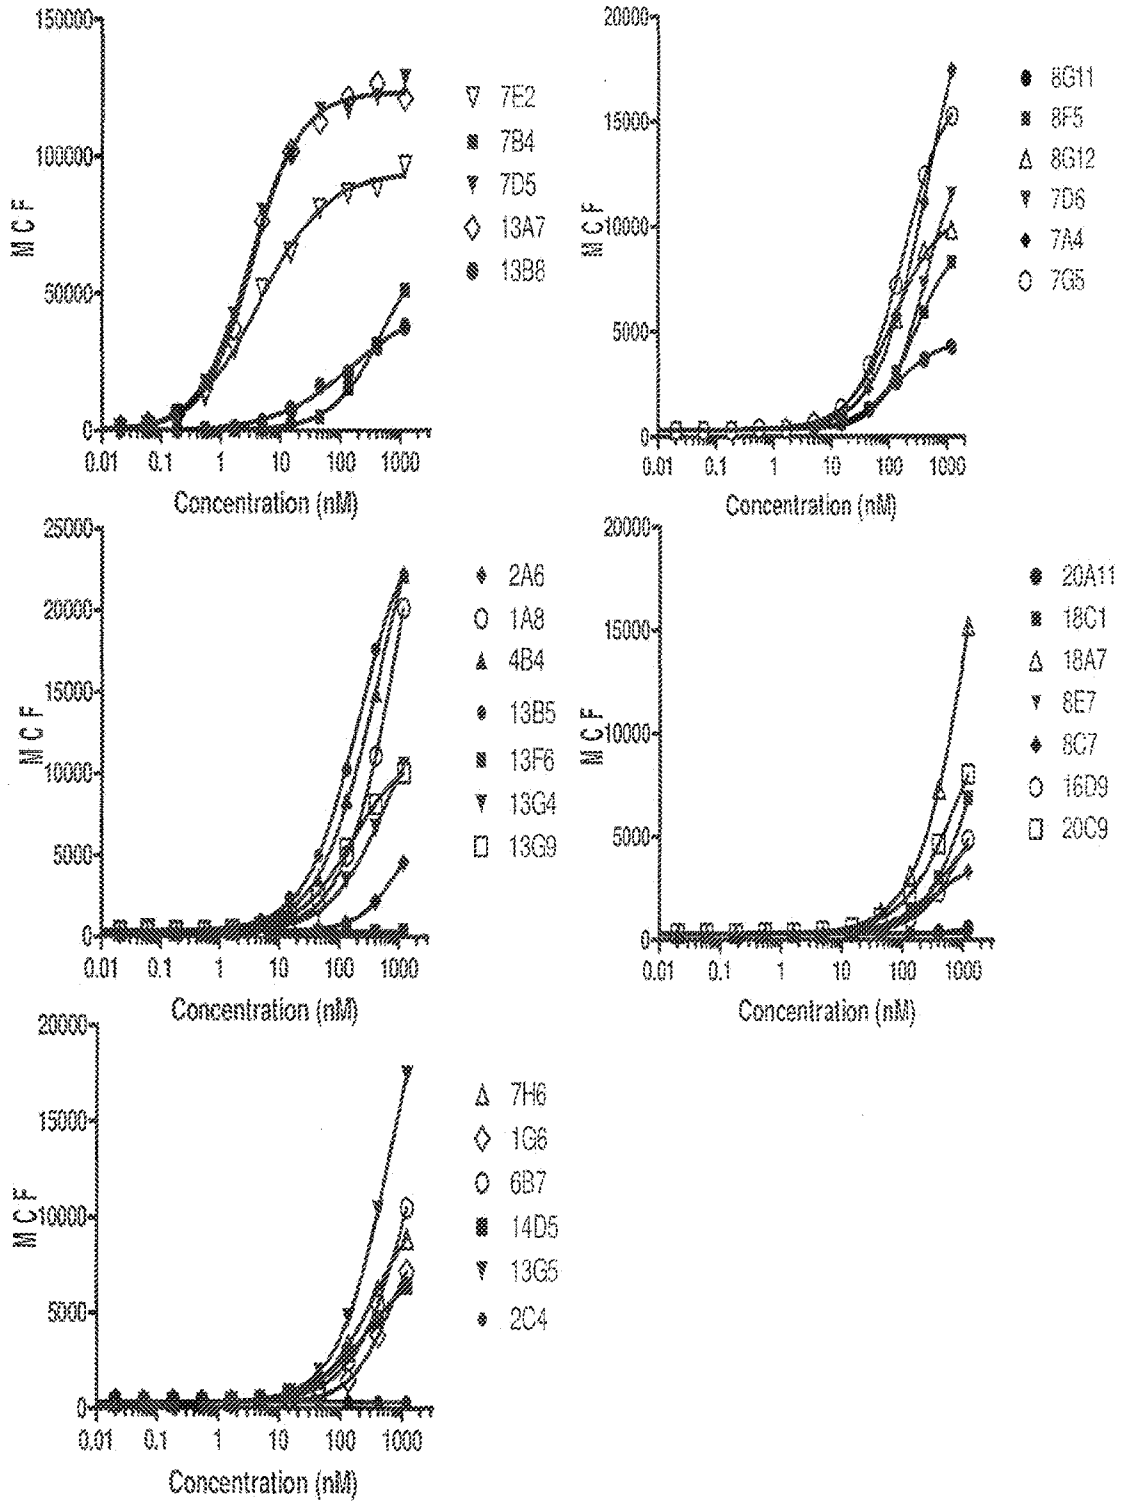 150000
100000
50000
0
MCF
0.01 0.1 1 10 100 1000
Concentration (nM)
7E2
7B4
7D5
13A7
13B8
20000
15000
10000
5000
0
MCF
0.01 0.1 1 10 100 1000
Concentration (nM)
8G11
8F5
8G12
7D6
7A4
7G5
25000
20000
15000
10000
5000
0
MCF
0.01 0.1 1 10 100 1000
Concentration (nM)
2A6
1A8
4B4
13B5
13F6
13G4
13G9
20000
15000
10000
5000
0
MCF
0.01 0.1 1 10 100 1000
Concentration (nM)
20A11
18C1
18A7
8E7
8C7
16D9
20C9
20000
15000
10000
5000
0
MCF
0.01 0.1 1 10 100 1000
Concentration (nM)
7H6
1G6
6B7
14D5
13G5
2C4